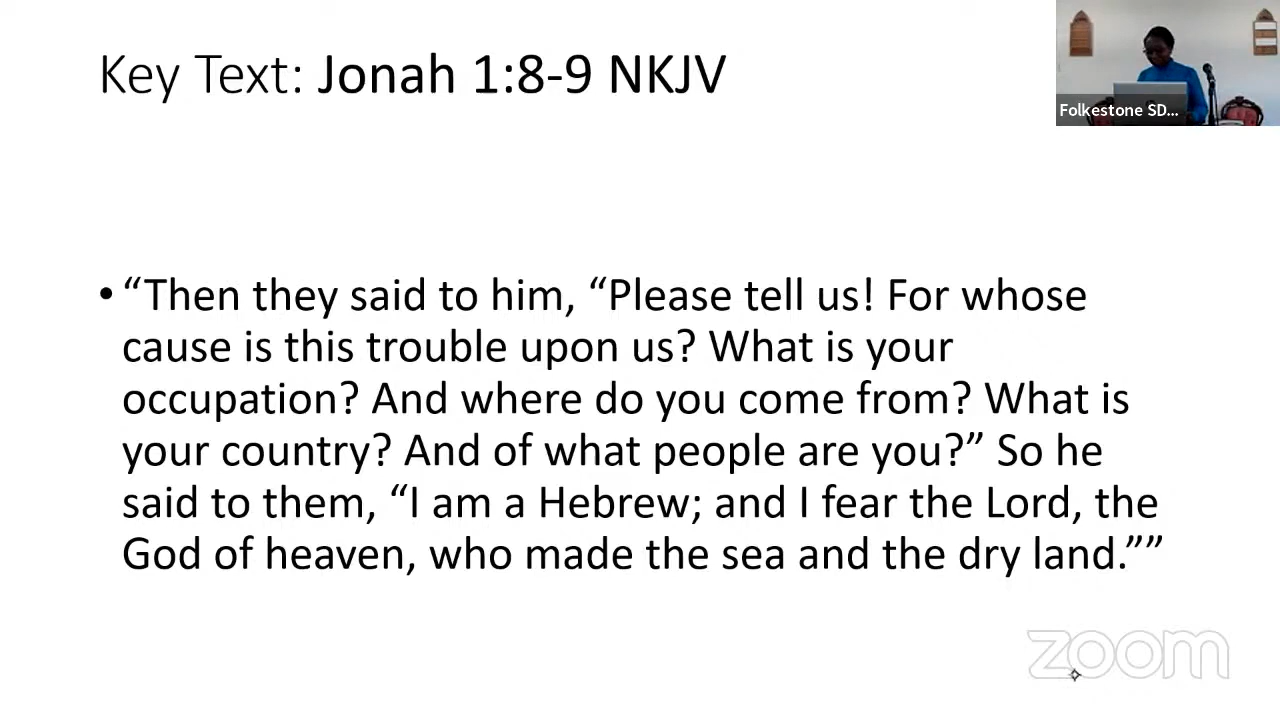 Key Text: Jonah 1:8-9 NKJV
Folkestone SD...
• “Then they said to him, “Please tell us! For whose
cause is this trouble upon us? What is your
occupation? And where do you come from? What is
your country? And of what people are you?” So he
said to them, “I am a Hebrew; and I fear the Lord, the
God of heaven, who made the sea and the dry land.””
zoom